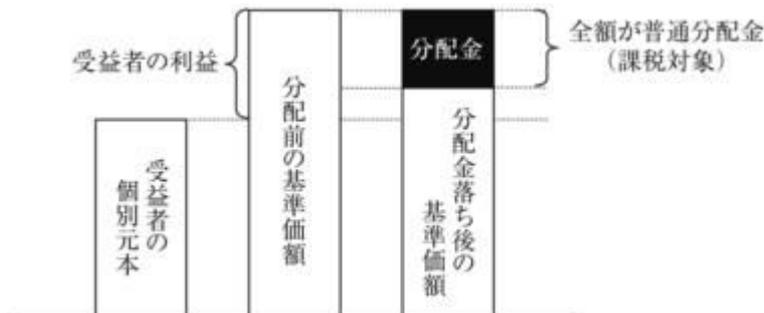 受益者の利益
受益者の
個別元本
分配前の基準価額
分配金
分配金落ち後の
基準価額
全額が普通分配金
（課税対象）